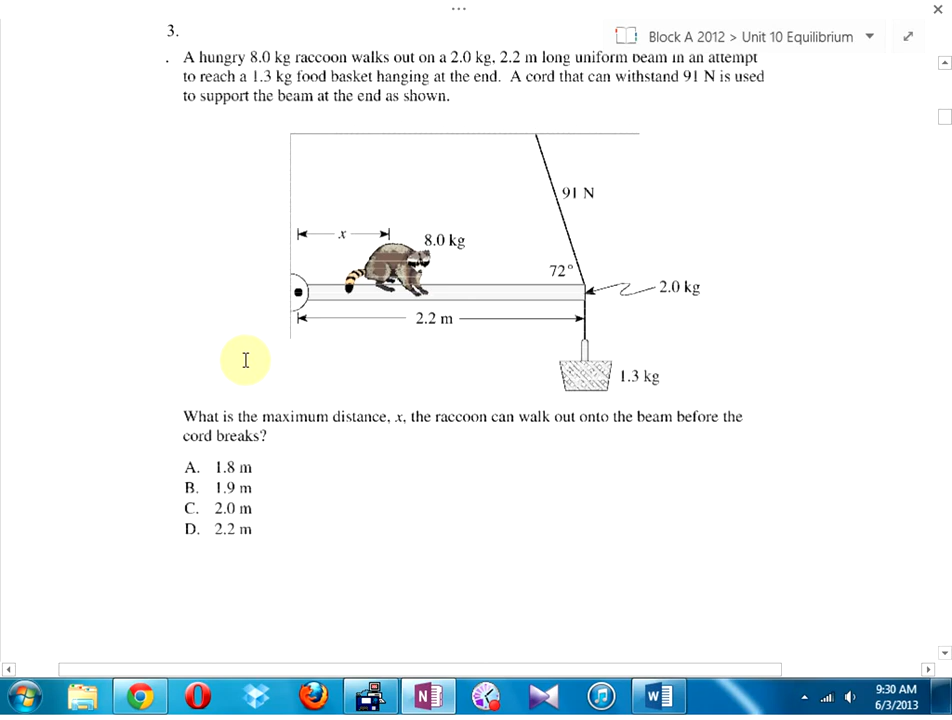 ...
3.
Block A 2012 > Unit 10 Equilibrium
. A hungry 8.0 kg raccoon walks out on a 2.0 kg, 2.2 m long uniform beam in an attempt
to reach a 1.3 kg food basket hanging at the end. A cord that can withstand 91 N is used
to support the beam at the end as shown.
91 N
x
8.0 kg
72°
2.0 kg
2.2 m
1.3 kg
What is the maximum distance, x, the raccoon can walk out onto the beam before the
cord breaks?
A. 1.8 m
B. 1.9 m
C. 2.0 m
D. 2.2 m
N
W
9:30 AM
6/3/2013